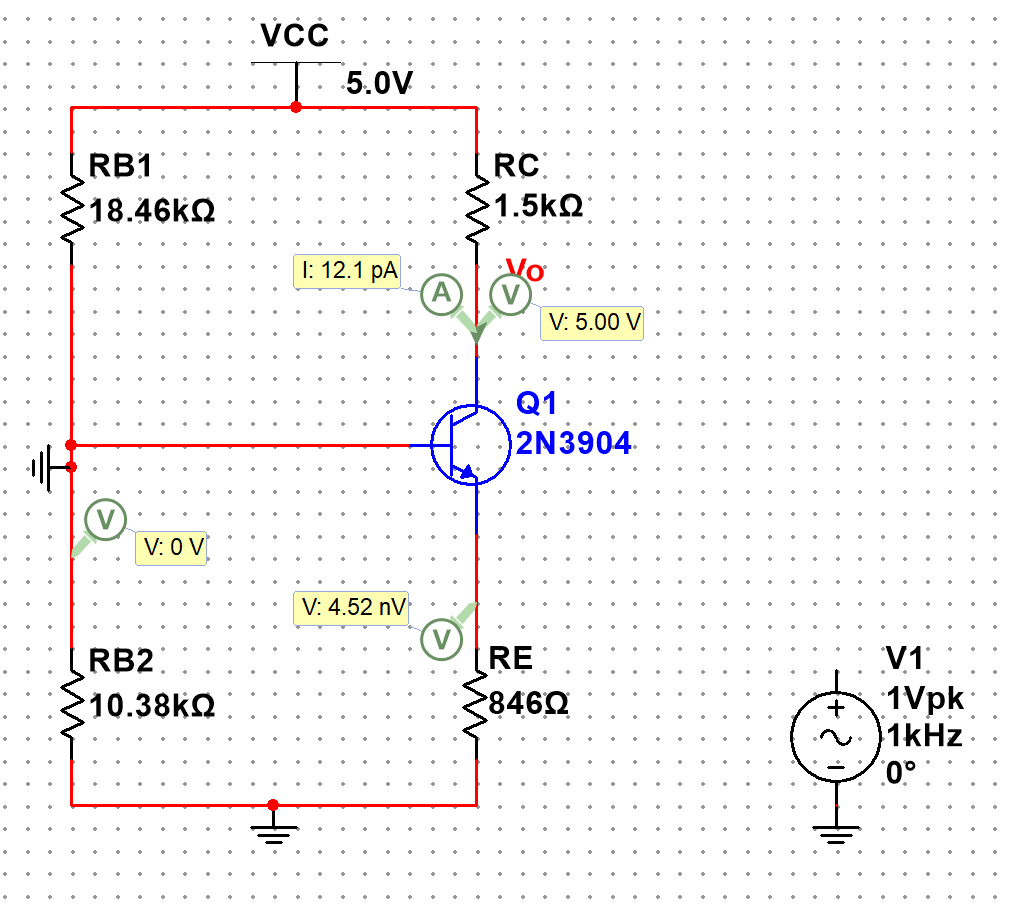 VCC
5.0V
RB1
18.46kΩ
RC
1.5kΩ
I: 12.1 pA
A
Vo
V
V: 5.00 V
Q1
2N3904
V
V: 0 V
V: 4.52 nV
V
RB2
10.38kΩ
RE
846Ω
V1
1Vpk
1kHz
0°